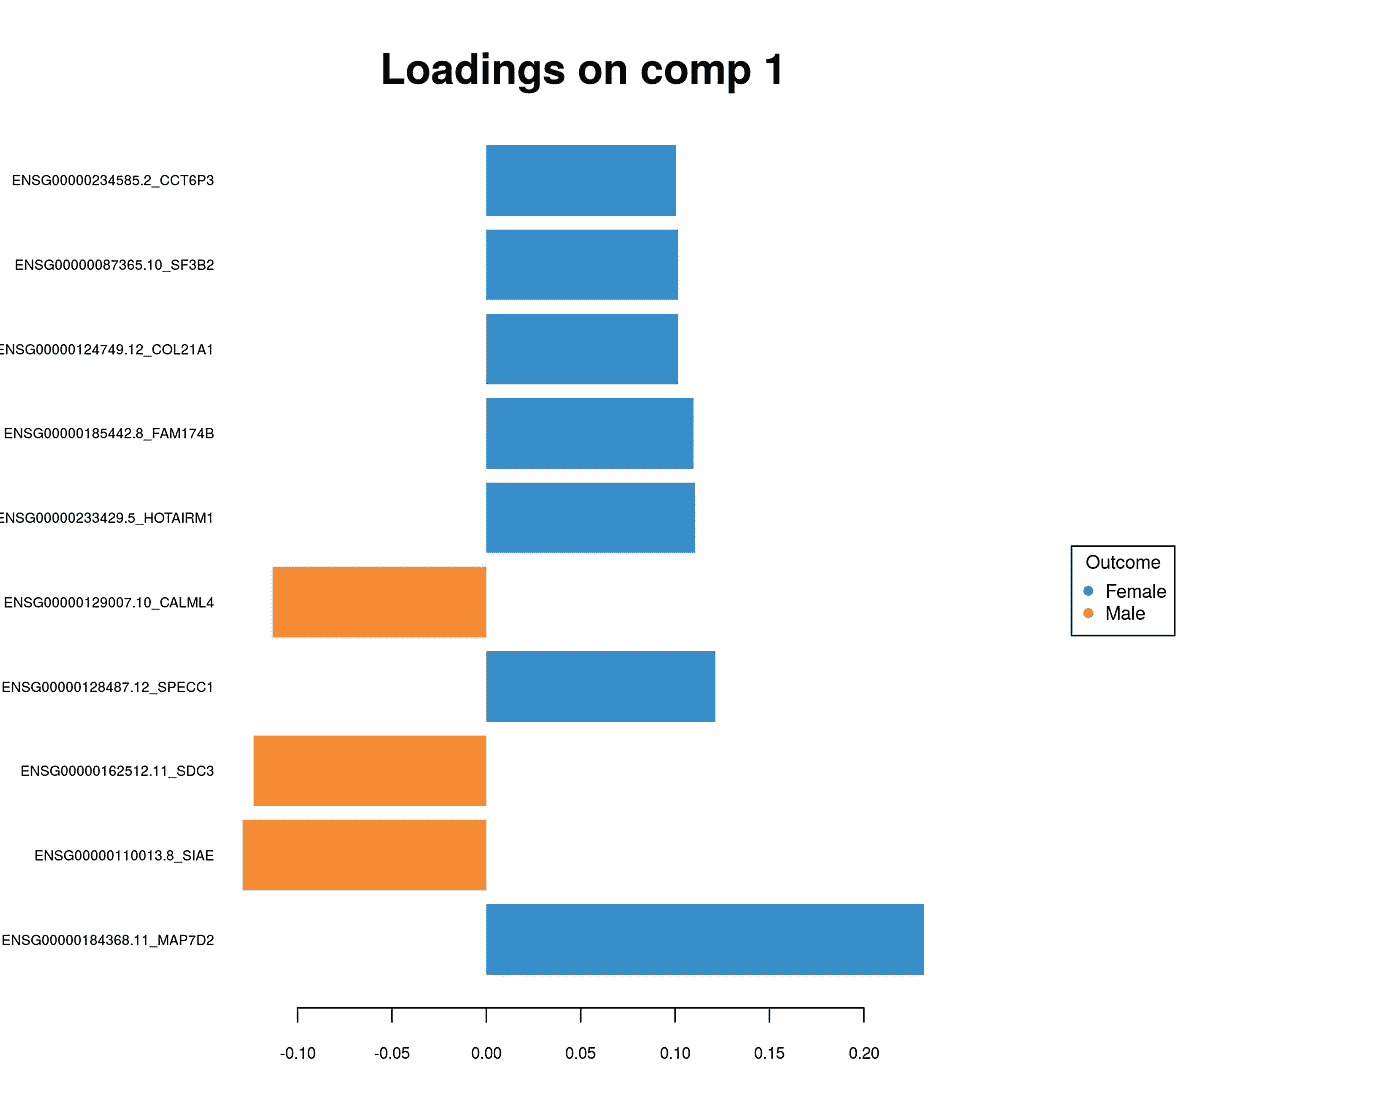 Loadings on comp 1
ENSG00000234585.2_CCT6P3
ENSG00000087365.10_SF3B2
ENSG00000124749.12_COL21A1
ENSG00000185442.8_FAM174B
ENSG00000233429.5_HOTAIRM1
ENSG00000129007.10_CALML4
ENSG00000128487.12_SPECC1
ENSG00000162512.11_SDC3
ENSG00000110013.8_SIAE
ENSG00000184368.11_MAP7D2
Outcome
Female
Male
-0.10 -0.05 0.00 0.05 0.10 0.15 0.20